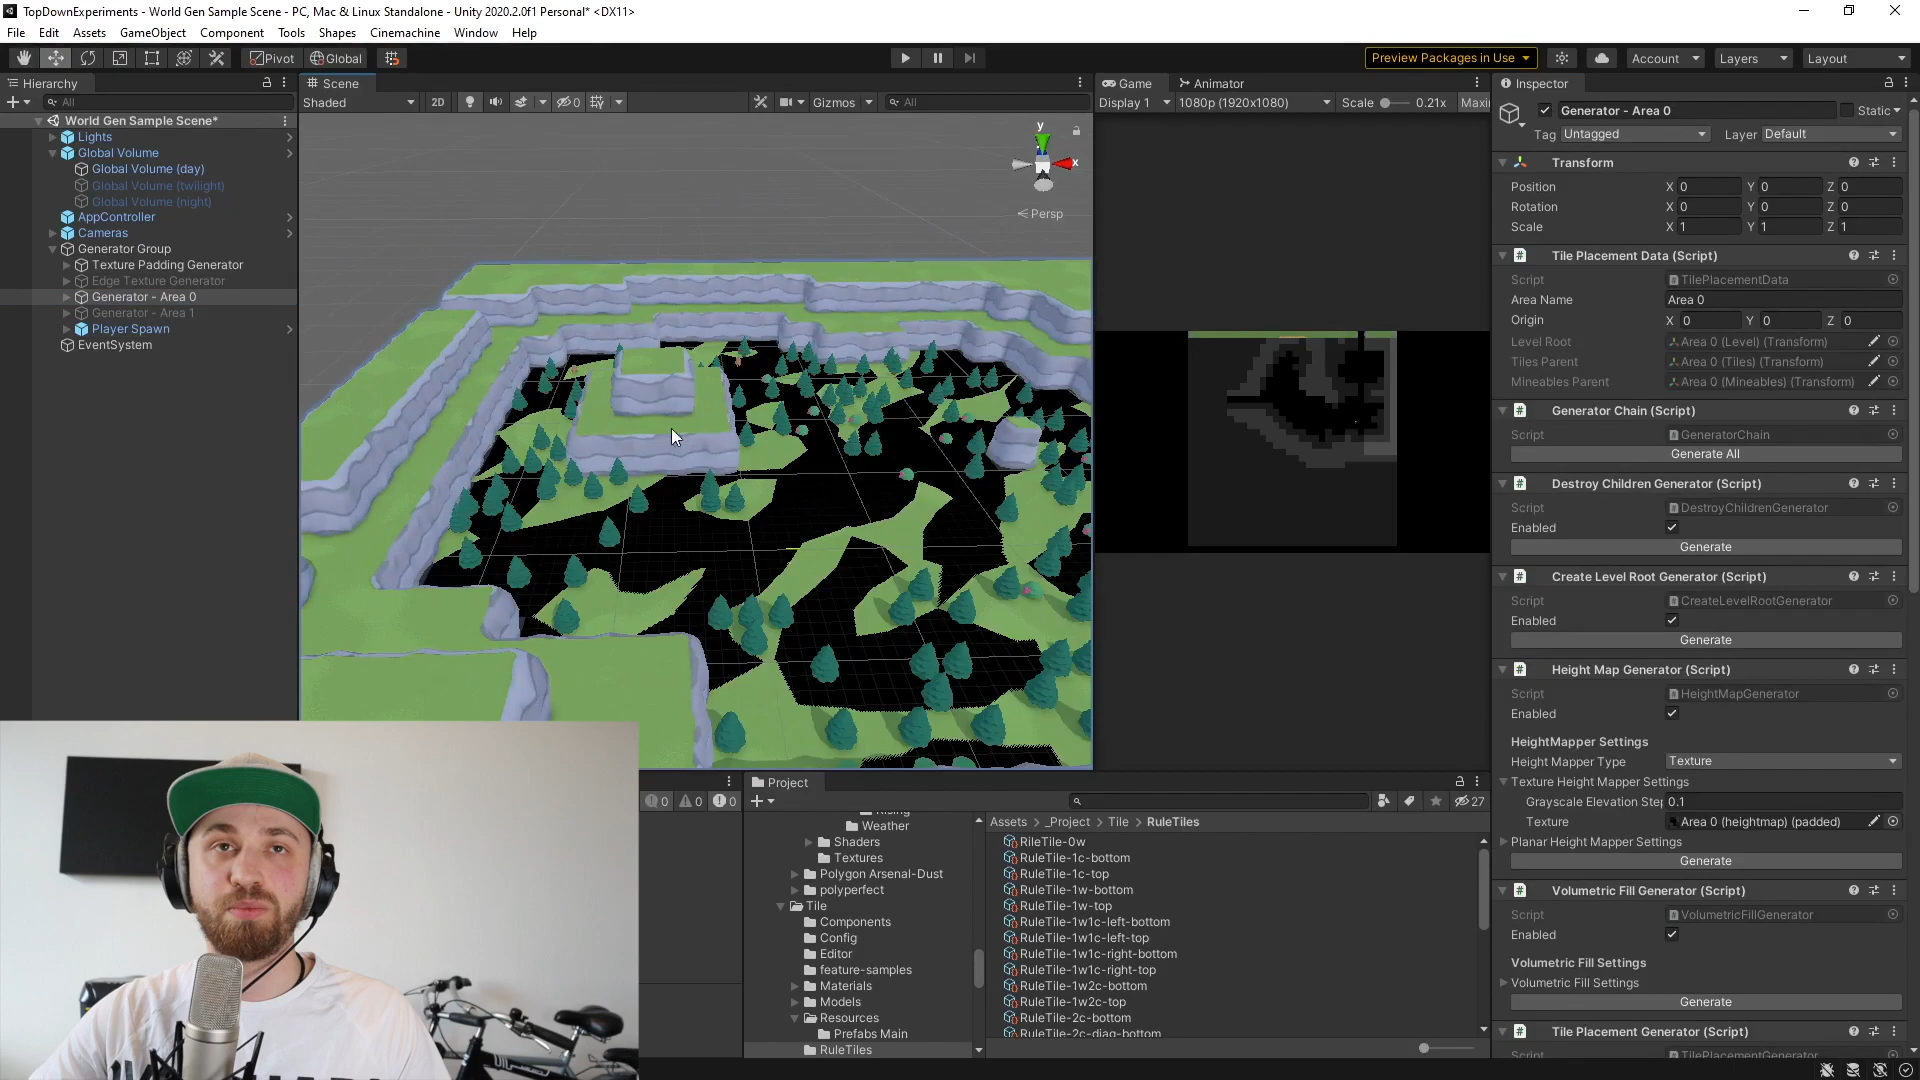 TopDownExperiments - World Gen Sample Scene - PC, Mac & Linux Standalone - Unity 2020.2.0f1 Personal* <DX11>
File Edit Assets GameObject Component Tools Shapes Cinemachine Window Help
Pivot Global Preview Packages in Use Account Layers Layout
Hierarchy
All
World Gen Sample Scene*
Lights
Global Volume
Global Volume (day)
Global Volume (twilight)
Global Volume (night)
AppController
Cameras
Generator Group
Texture Padding Generator
Edge Texture Generator
Generator - Area 0
Generator - Area 1
Player Spawn
EventSystem
Scene
Shaded 2D 0 Gizmos All
y
x
Persp
Game Animator
Display 1 1080p (1920x1080) Scale 0.21x Maxi
Inspector
Generator - Area 0 Static
Tag Untagged Layer Default
Transform
Position X 0 Y 0 Z 0
Rotation X 0 Y 0 Z 0
Scale X 1 Y 1 Z 1
Tile Placement Data (Script)
Script TilePlacementData
Area Name Area 0
Origin X 0 Y 0 Z 0
Level Root Area 0 (Level) (Transform)
Tiles Parent Area 0 (Tiles) (Transform)
Mineables Parent Area 0 (Mineables) (Transform)
Generator Chain (Script)
Script GeneratorChain
Generate All
Destroy Children Generator (Script)
Script DestroyChildrenGenerator
Enabled
Generate
Create Level Root Generator (Script)
Script CreateLevelRootGenerator
Enabled
Generate
Height Map Generator (Script)
Script HeightMapGenerator
Enabled
HeightMapper Settings
Height Mapper Type Texture
Texture Height Mapper Settings
Grayscale Elevation Step 0.1
Texture Area 0 (heightmap) (padded)
Planar Height Mapper Settings
Generate
Volumetric Fill Generator (Script)
Script VolumetricFillGenerator
Enabled
Volumetric Fill Settings
Volumetric Fill Settings
Generate
Tile Placement Generator (Script)
Script TilePlacementGenerator
0 0 0
Project
27
Weather
Shaders
Textures
Polygon Arsenal-Dust
polyperfect
Tile
Components
Config
Editor
feature-samples
Materials
Models
Resources
Prefabs Main
RuleTiles
Assets > _Project > Tile > RuleTiles
RileTile-0w
RuleTile-1c-bottom
RuleTile-1c-top
RuleTile-1w-bottom
RuleTile-1w-top
RuleTile-1w1c-left-bottom
RuleTile-1w1c-left-top
RuleTile-1w1c-right-bottom
RuleTile-1w1c-right-top
RuleTile-1w2c-bottom
RuleTile-1w2c-top
RuleTile-2c-bottom
RuleTile-2c-diag-bottom